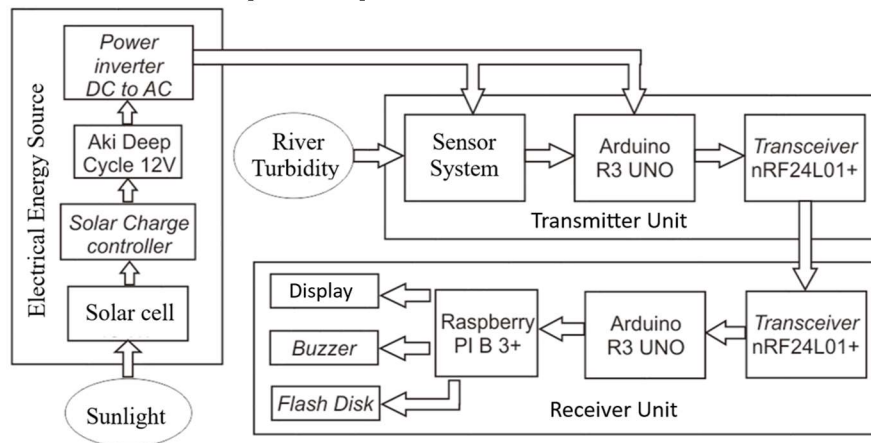 Power
inverter
DC to AC
Aki Deep
Cycle 12V
Solar Charge
controller
Solar cell
Sunlight
Electrical Energy Source
River
Turbidity
Sensor
System
Arduino
R3 UNO
Transceiver
nRF24L01+
Transmitter Unit
Display
Buzzer
Flash Disk
Raspberry
PI B 3+
Arduino
R3 UNO
Transceiver
nRF24L01+
Receiver Unit